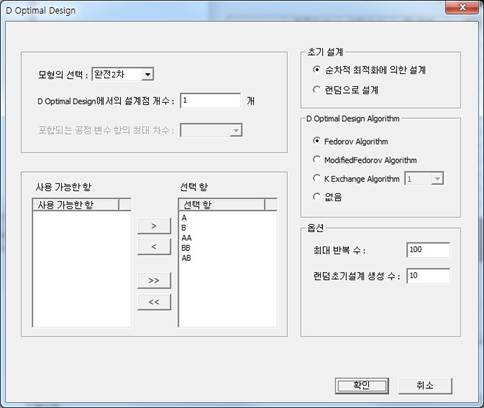 D Optimal Design
모형의 선택 : 완전2차
D Optimal Design에서의 설계점 개수 : 1 개
포함되는 공정 변수 항의 최대 차수 :
초기 설계
순차적 최적화에 의한 설계
랜덤으로 설계
D Optimal Design Algorithm
Fedorov Algorithm
ModifiedFedorov Algorithm
K Exchange Algorithm 1
없음
사용 가능한 항
사용 가능한 항
>
<
>>
<<
선택 항
선택 항
A
B
AA
BB
AB
옵션
최대 반복 수 : 100
랜덤초기설계 생성 수 : 10
확인
취소